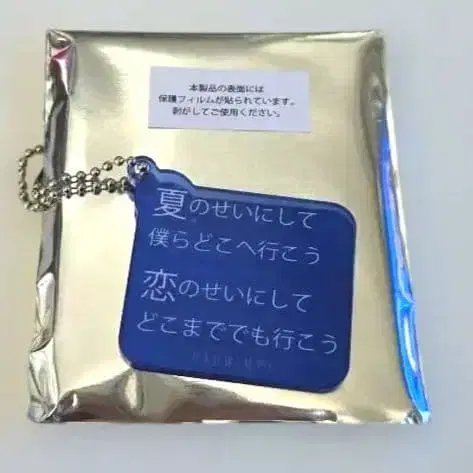 本製品の表面には
保護フィルムが貼られています。
剥がしてご使用ください。
夏のせいにして
僕らどこへ行こう
恋のせいにして
どこまででも行こう